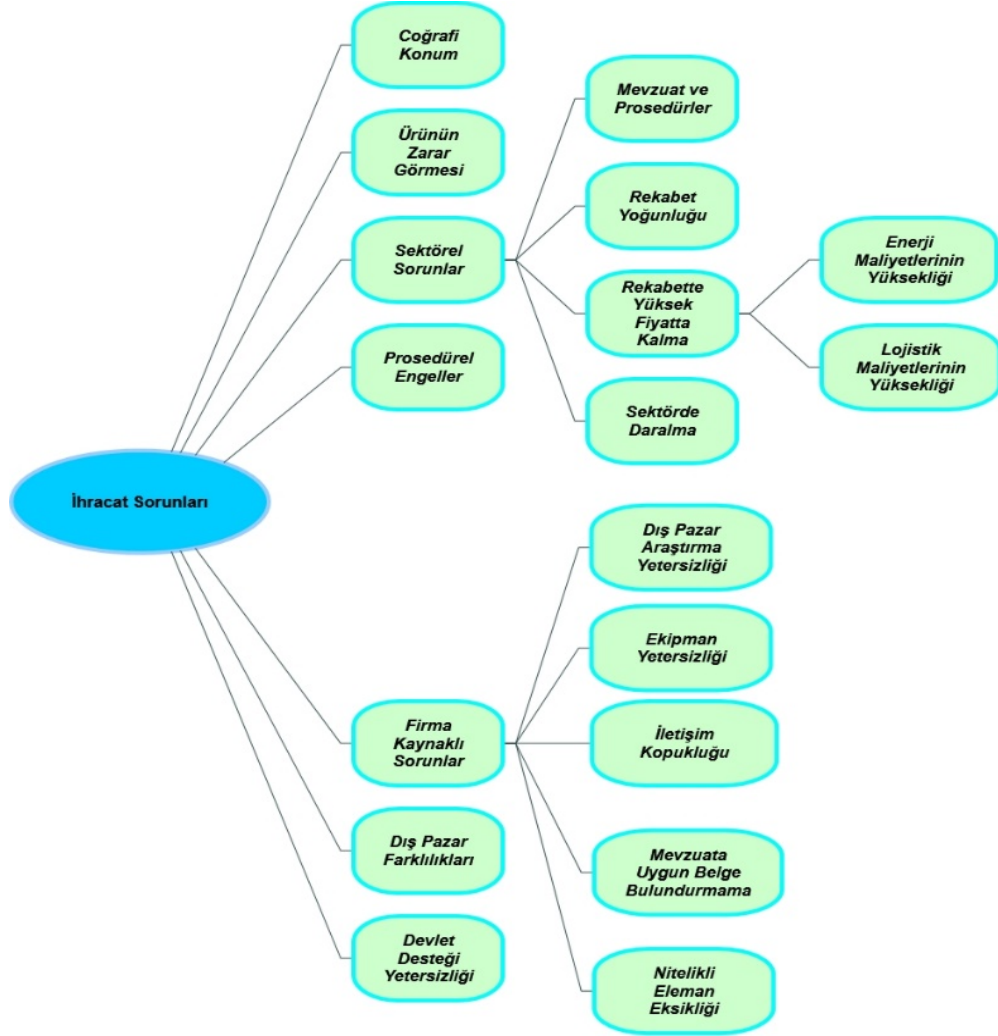 Coğrafi
Konum
Ürünün
Zarar
Görmesi
Sektörel
Sorunlar
Prosedürel
Engeller
Mevzuat ve
Prosedürler
Rekabet
Yoğunluğu
Rekabette
Yüksek
Fiyatta
Kalma
Sektörde
Daralma
Enerji
Maliyetlerinin
Yüksekliği
Lojistik
Maliyetlerinin
Yüksekliği
İhracat Sorunları
Firma
Kaynaklı
Sorunlar
Dış Pazar
Farklılıkları
Devlet
Desteği
Yetersizliği
Dış Pazar
Araştırma
Yetersizliği
Ekipman
Yetersizliği
İletişim
Kopukluğu
Mevzuata
Uygun Belge
Bulundurmama
Nitelikli
Eleman
Eksikliği